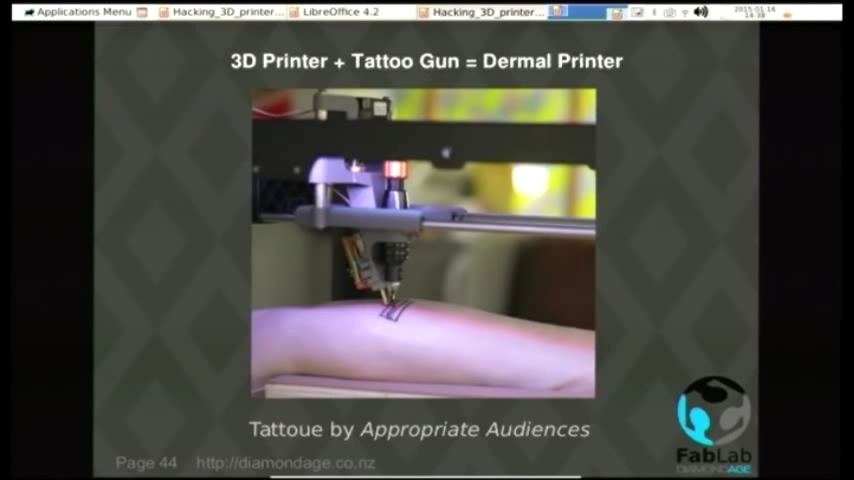 Applications Menu
Hacking_3D_printer...
LibreOffice 4.2
Hacking_3D_printer...
2015-01-16
14:38
3D Printer + Tattoo Gun = Dermal Printer
Tattoue by Appropriate Audiences
FabLab
DIAMONDAGE
Page 44 http://diamondage.co.nz